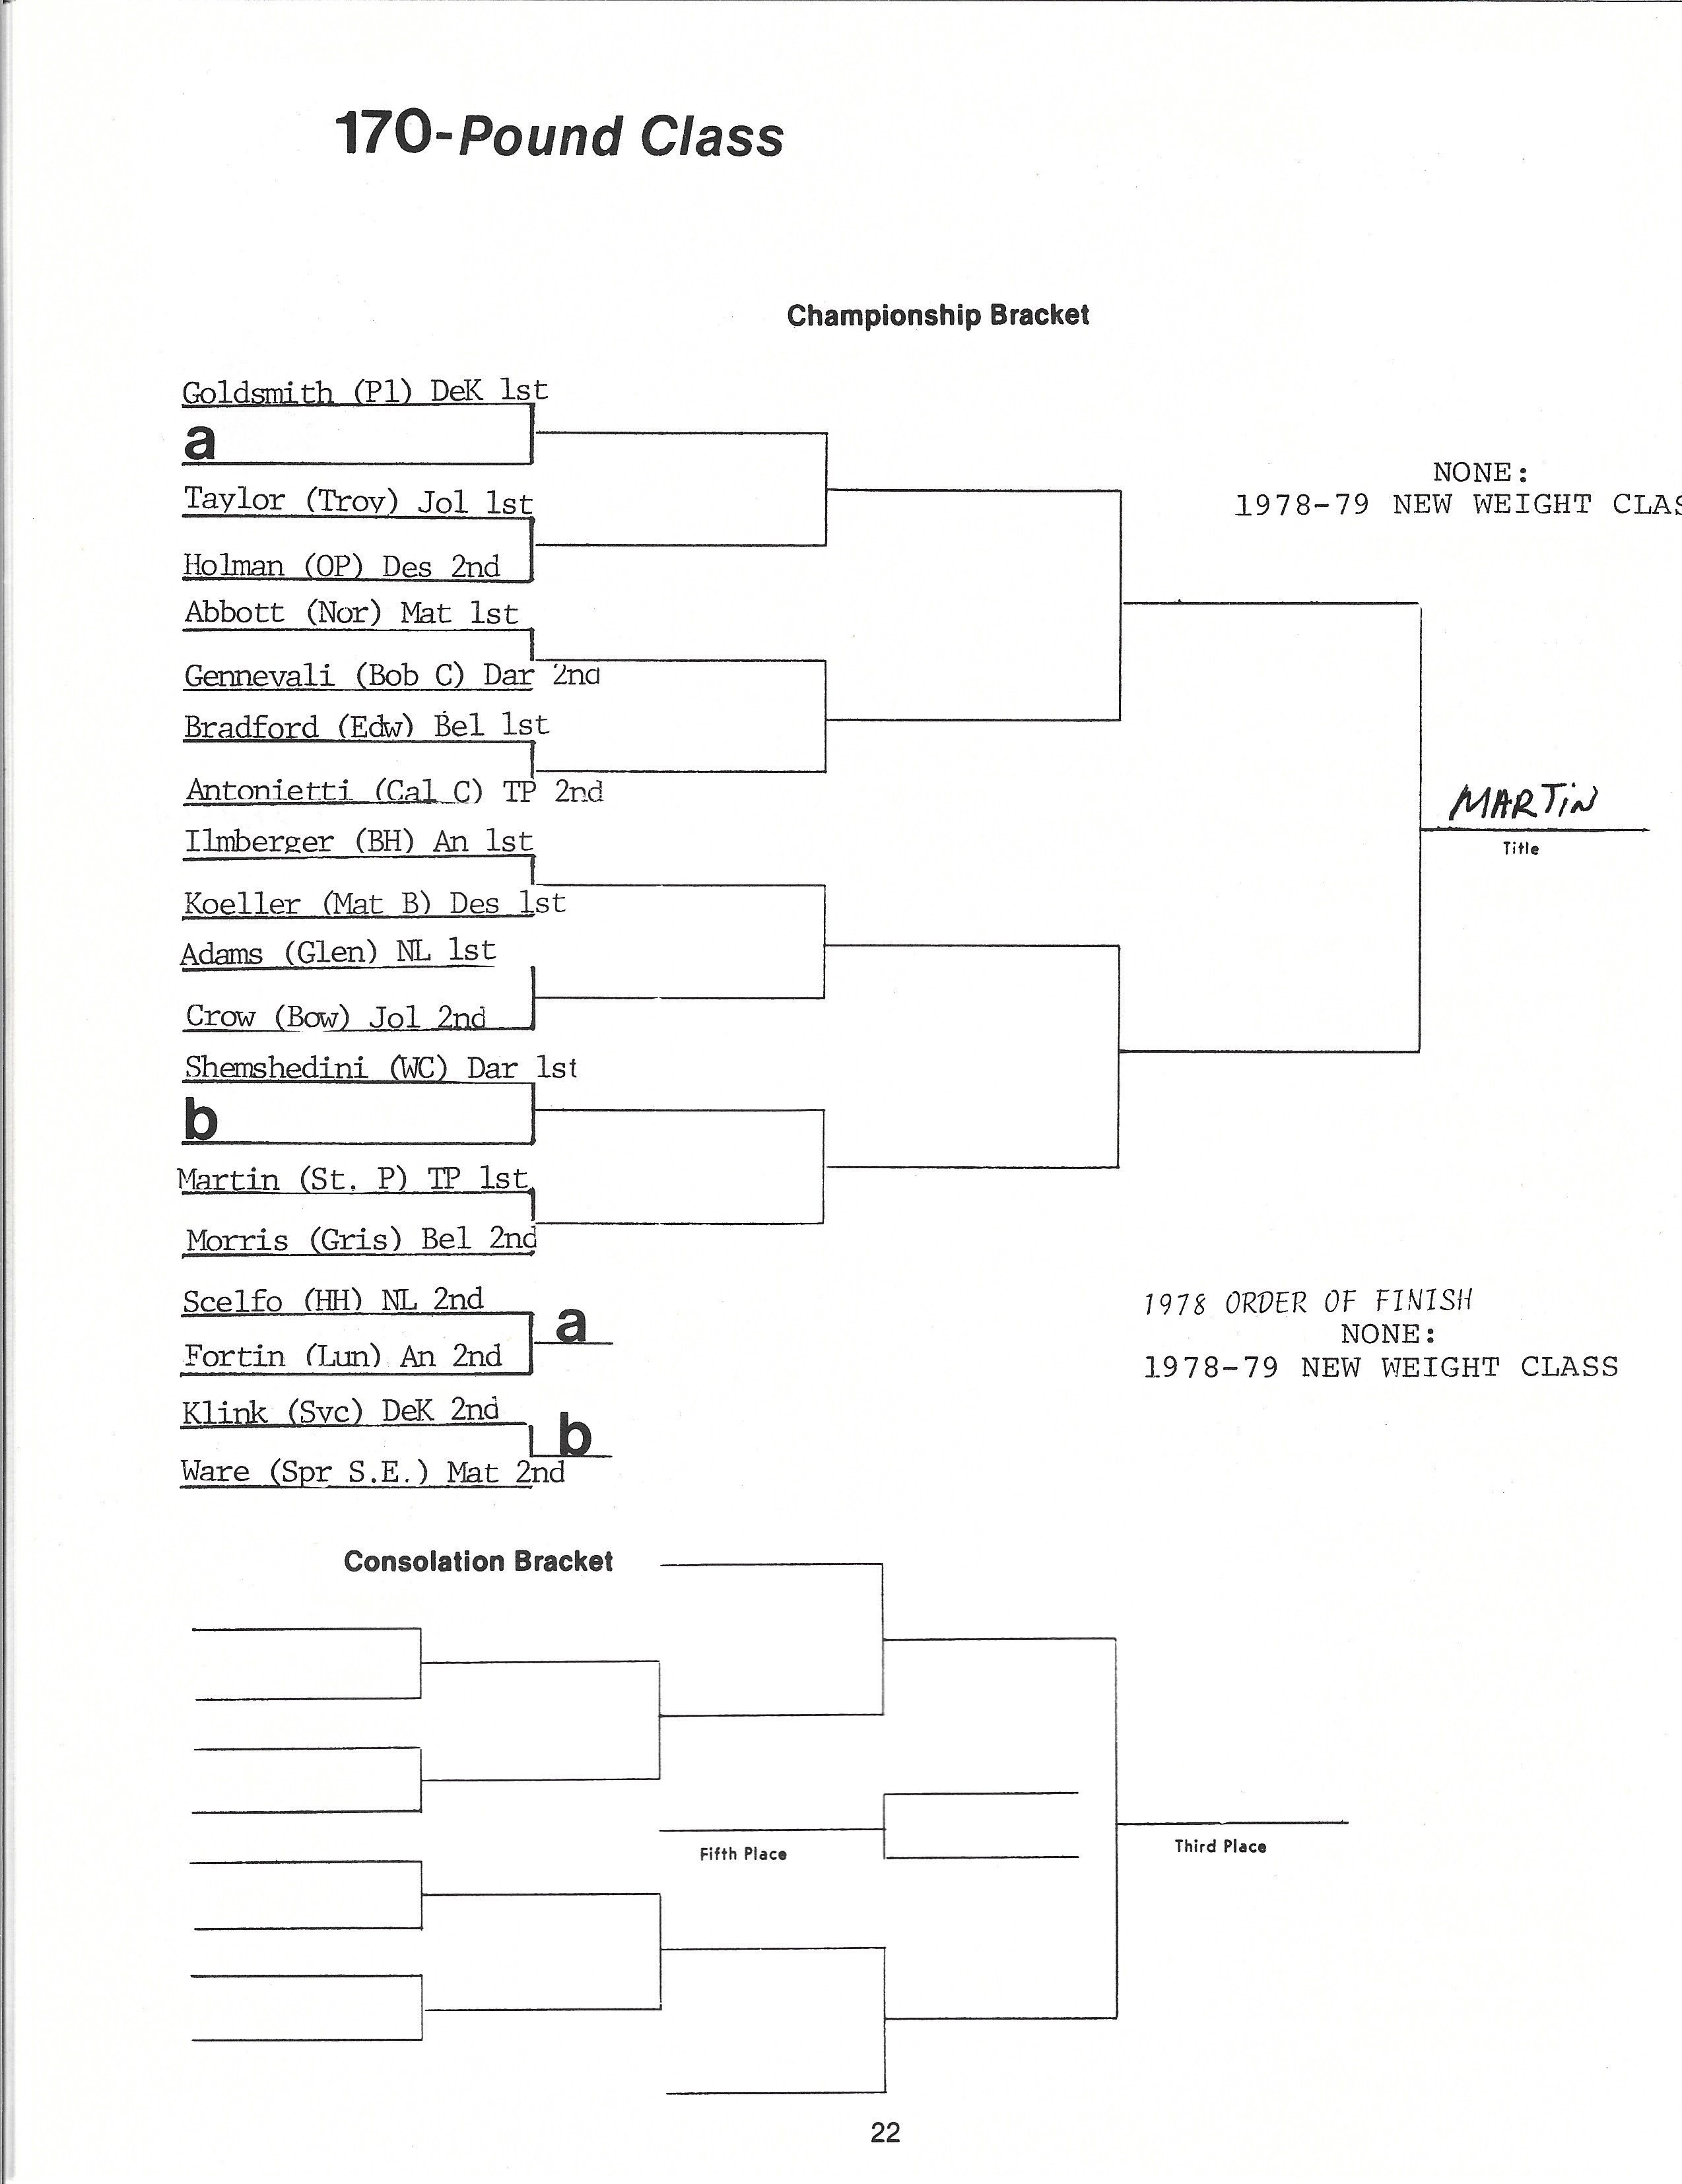 170-Pound Class
Championship Bracket
Goldsmith (Pl) DeK 1st
a
Taylor (Troy) Jol 1st
Holman (OP) Des 2nd
Abbott (Nor) Mat 1st
Gennevali (Bob C) Dar 2nd
Bradford (Edw) Bel 1st
Antonietti (Cal C) TP 2nd
Ilmberger (BH) An 1st
Koeller (Mat B) Des 1st
Adams (Glen) NL 1st
Crow (Bow) Jol 2nd
Shemshedini (WC) Dar 1st
b
Martin (St. P) TP 1st
Morris (Gris) Bel 2nd
Scelfo (HH) NL 2nd
a
Fortin (Lun) An 2nd
Klink (Svc) DeK 2nd
b
Ware (Spr S.E.) Mat 2nd
NONE:
1978-79 NEW WEIGHT CLAS
MARTiN
Title
1978 ORDER OF FINISH
NONE:
1978-79 NEW WEIGHT CLASS
Consolation Bracket
Fifth Place
Third Place
22